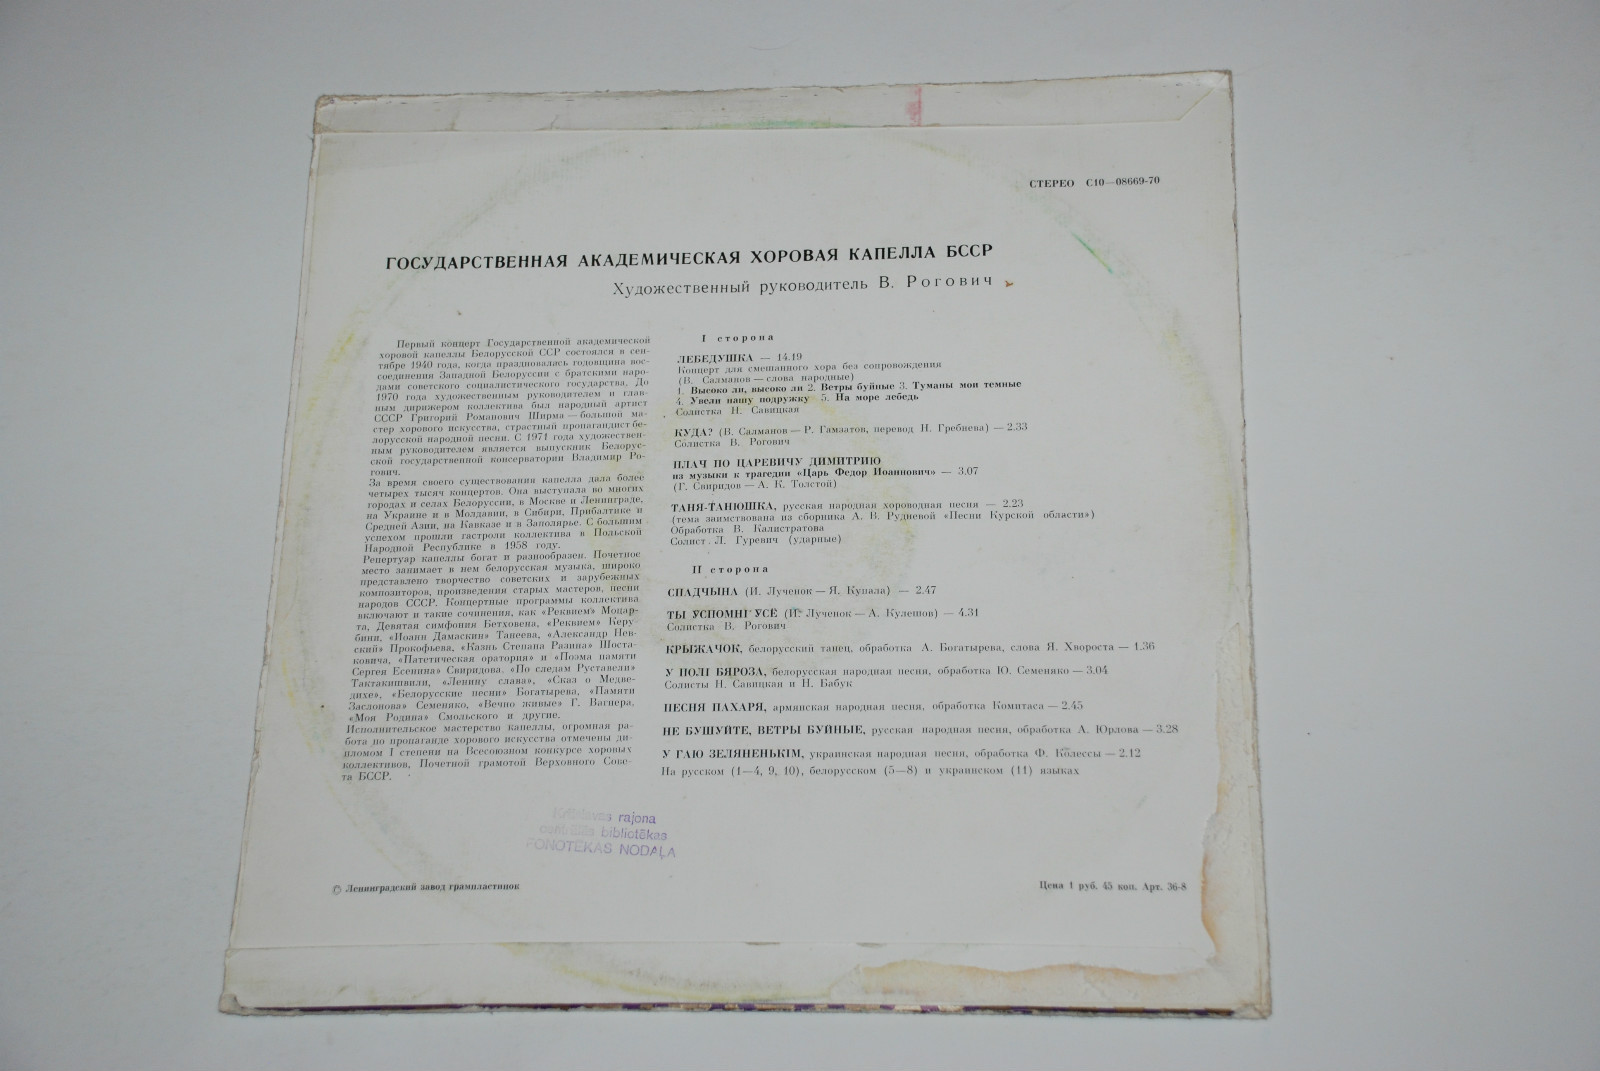 СТЕРЕО С10—08669-70
ГОСУДАРСТВЕННАЯ АКАДЕМИЧЕСКАЯ ХОРОВАЯ КАПЕЛЛА БССР
Художественный руководитель В. Рогович
Первый концерт Государственной академической
хоровой капеллы Белорусской ССР состоялся в сен-
тябре 1940 года, когда праздновалась годовщина вос-
соединения Западной Белоруссии с братскими наро-
дами советского социалистического государства. До
1970 года художественным руководителем и глав-
ным дирижером коллектива был народный артист
СССР Григорий Романович Ширма — большой ма-
стер хорового искусства, страстный пропагандист бе-
лорусской народной песни. С 1971 года художествен-
ным руководителем является выпускник Белорус-
ской государственной консерватории Владимир Ро-
гович.
За время своего существования капелла дала более
четырех тысяч концертов. Она выступала во многих
городах и селах Белоруссии, в Москве и Ленинграде,
на Украине и в Молдавии, в Сибири, Прибалтике и
Средней Азии, на Кавказе и в Заполярье. С большим
успехом прошли гастроли коллектива в Польской
Народной Республике в 1958 году.
Репертуар капеллы богат и разнообразен. Почетное
место занимает в нем белорусская музыка, широко
представлено творчество советских и зарубежных
композиторов, произведения старых мастеров, песни
народов СССР. Концертные программы коллектива
включают и такие сочинения, как «Реквием» Моцар-
та, Девятая симфония Бетховена, «Реквием» Керу-
бини, «Иоанн Дамаскин» Танеева, «Александр Нев-
ский» Прокофьева, «Казнь Степана Разина» Шоста-
ковича, «Патетическая оратория» и «Поэма памяти
Сергея Есенина» Свиридова, «По следам Руставели»
Тактакишвили, «Ленину слава», «Сказ о Медве-
дихе», «Белорусские песни» Богатырева, «Памяти
Заслонова» Семеняко, «Вечно живые» Г. Вагнера,
«Моя Родина» Смольского и другие.
Исполнительское мастерство капеллы, огромная ра-
бота по пропаганде хорового искусства отмечены ди-
пломом I степени на Всесоюзном конкурсе хоровых
коллективов, Почетной грамотой Верховного Сове-
та БССР.
I сторона
ЛЕБЕДУШКА — 14.19
Концерт для смешанного хора без сопровождения
(В. Салманов — слова народные)
1. Высоко ли, высоко ли 2. Ветры буйные 3. Туманы мои темные
4. Увели нашу подружку 5. На море лебедь
Солистка Н. Савицкая
КУДА? (В. Салманов — Р. Гамзатов, перевод Н. Гребнева) — 2.33
Солистка В. Рогович
ПЛАЧ ПО ЦАРЕВИЧУ ДИМИТРИЮ
из музыки к трагедии «Царь Федор Иоаннович» — 3.07
(Г. Свиридов — А. К. Толстой)
ТАНЯ-ТАНЮШКА, русская народная хороводная песня — 2.23
(тема заимствована из сборника А. В. Рудневой «Песни Курской области»)
Обработка В. Калистратова
Солист Л. Гуревич (ударные)
II сторона
СПАДЧЫНА (И. Лученок — Я. Купала) — 2.47
ТЫ УСПОМНІ УСЁ (И. Лученок — А. Кулешов) — 4.31
Солистка В. Рогович
КРЫЖАЧОК, белорусский танец, обработка А. Богатырева, слова Я. Хвороста — 1.36
У ПОЛІ БЯРОЗА, белорусская народная песня, обработка Ю. Семеняко — 3.04
Солисты Н. Савицкая и Н. Бабук
ПЕСНЯ ПАХАРЯ, армянская народная песня, обработка Комитаса — 2.45
НЕ БУШУЙТЕ, ВЕТРЫ БУЙНЫЕ, русская народная песня, обработка А. Юрлова — 3.28
У ГАЮ ЗЕЛЯНЕНЬКІМ, украинская народная песня, обработка Ф. Колессы — 2.12
На русском (1—4, 9, 10), белорусском (5—8) и украинском (11) языках
rajona
bibliotēkas
FONOTĒKAS NODAĻA
© Ленинградский завод грампластинок
Цена 1 руб. 45 коп. Арт. 36-8